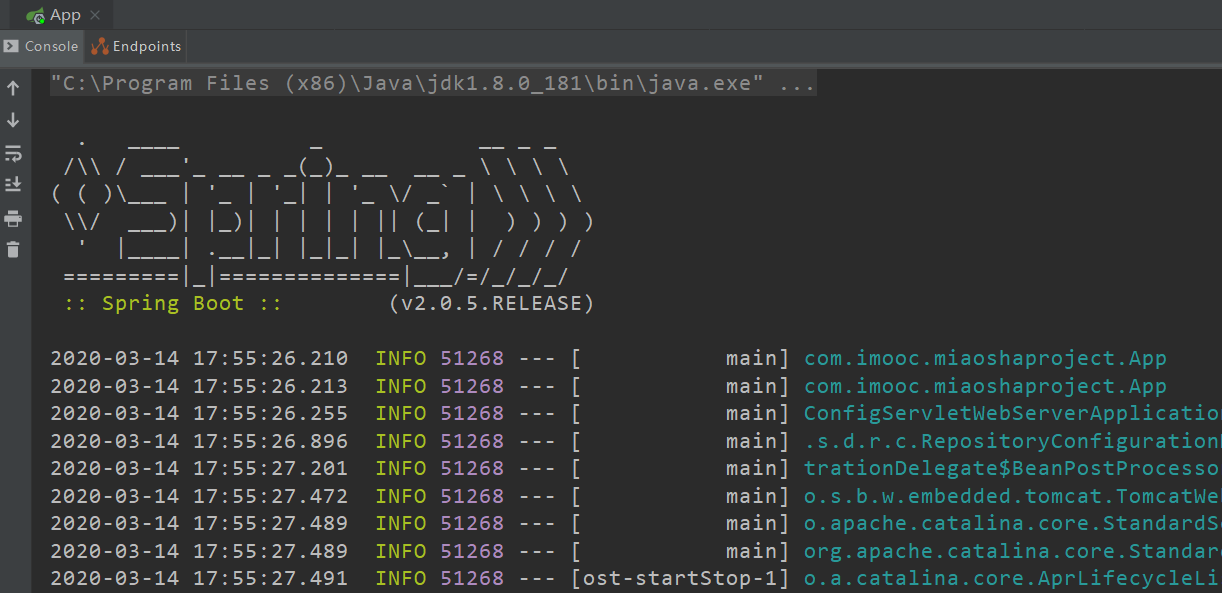 App
Console Endpoints
"C:\Program Files (x86)\Java\jdk1.8.0_181\bin\java.exe" ...
  .   ____          _            __ _ _
 /\\ / ___'_ __ _ _(_)_ __  __ _ \ \ \ \
( ( )\___ | '_ | '_| | '_ \/ _` | \ \ \ \
 \\/  ___)| |_)| | | | | || (_| |  ) ) ) )
  '  |____| .__|_| |_|_| |_\__, | / / / /
 =========|_|==============|___/=/_/_/_/
 :: Spring Boot ::        (v2.0.5.RELEASE)
2020-03-14 17:55:26.210  INFO 51268 --- [           main] com.imooc.miaoshaproject.App
2020-03-14 17:55:26.213  INFO 51268 --- [           main] com.imooc.miaoshaproject.App
2020-03-14 17:55:26.255  INFO 51268 --- [           main] ConfigServletWebServerApplicatio
2020-03-14 17:55:26.896  INFO 51268 --- [           main] .s.d.r.c.RepositoryConfiguration
2020-03-14 17:55:27.201  INFO 51268 --- [           main] trationDelegate$BeanPostProcesso
2020-03-14 17:55:27.472  INFO 51268 --- [           main] o.s.b.w.embedded.tomcat.TomcatWe
2020-03-14 17:55:27.489  INFO 51268 --- [           main] o.apache.catalina.core.StandardS
2020-03-14 17:55:27.489  INFO 51268 --- [           main] org.apache.catalina.core.Standar
2020-03-14 17:55:27.491  INFO 51268 --- [ost-startStop-1] o.a.catalina.core.AprLifecycleLi